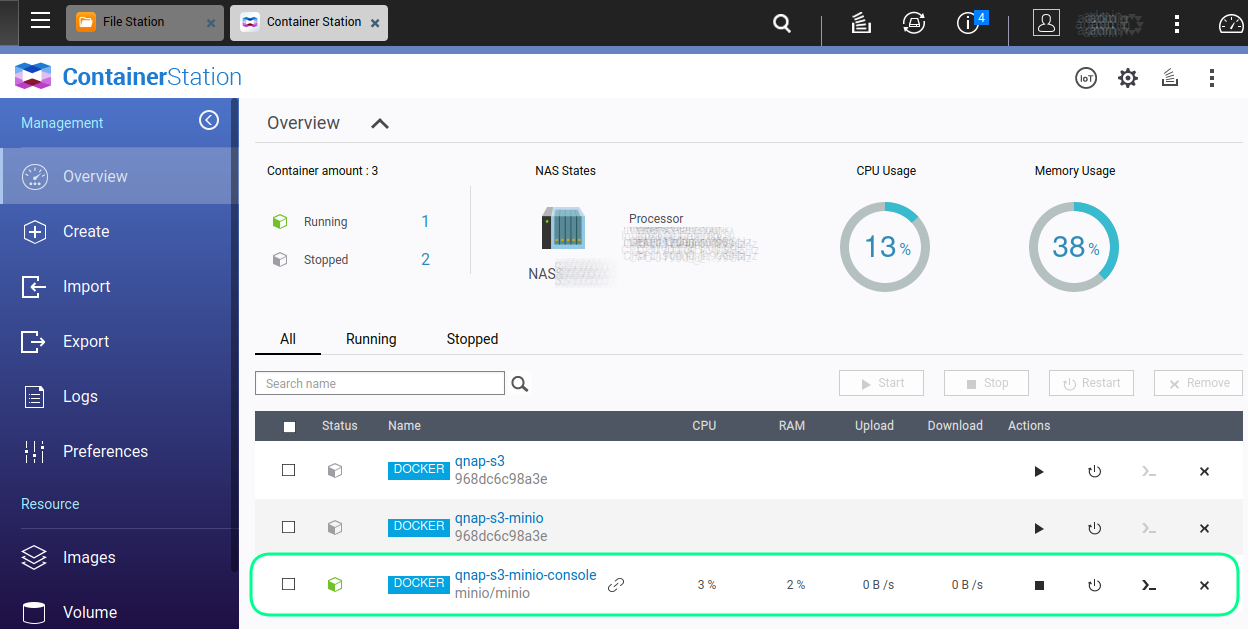 File Station
Container Station
4
ContainerStation
IoT
Management
Overview
Create
Import
Export
Logs
Preferences
Resource
Images
Volume
Overview
Container amount : 3
Running 1
Stopped 2
NAS States
Processor
NAS
CPU Usage
13 %
Memory Usage
38 %
All Running Stopped
Search name
Start Stop Restart Remove
Status Name CPU RAM Upload Download Actions
DOCKER qnap-s3
968dc6c98a3e
DOCKER qnap-s3-minio
968dc6c98a3e
DOCKER qnap-s3-minio-console 3 % 2 % 0 B /s 0 B /s
minio/minio